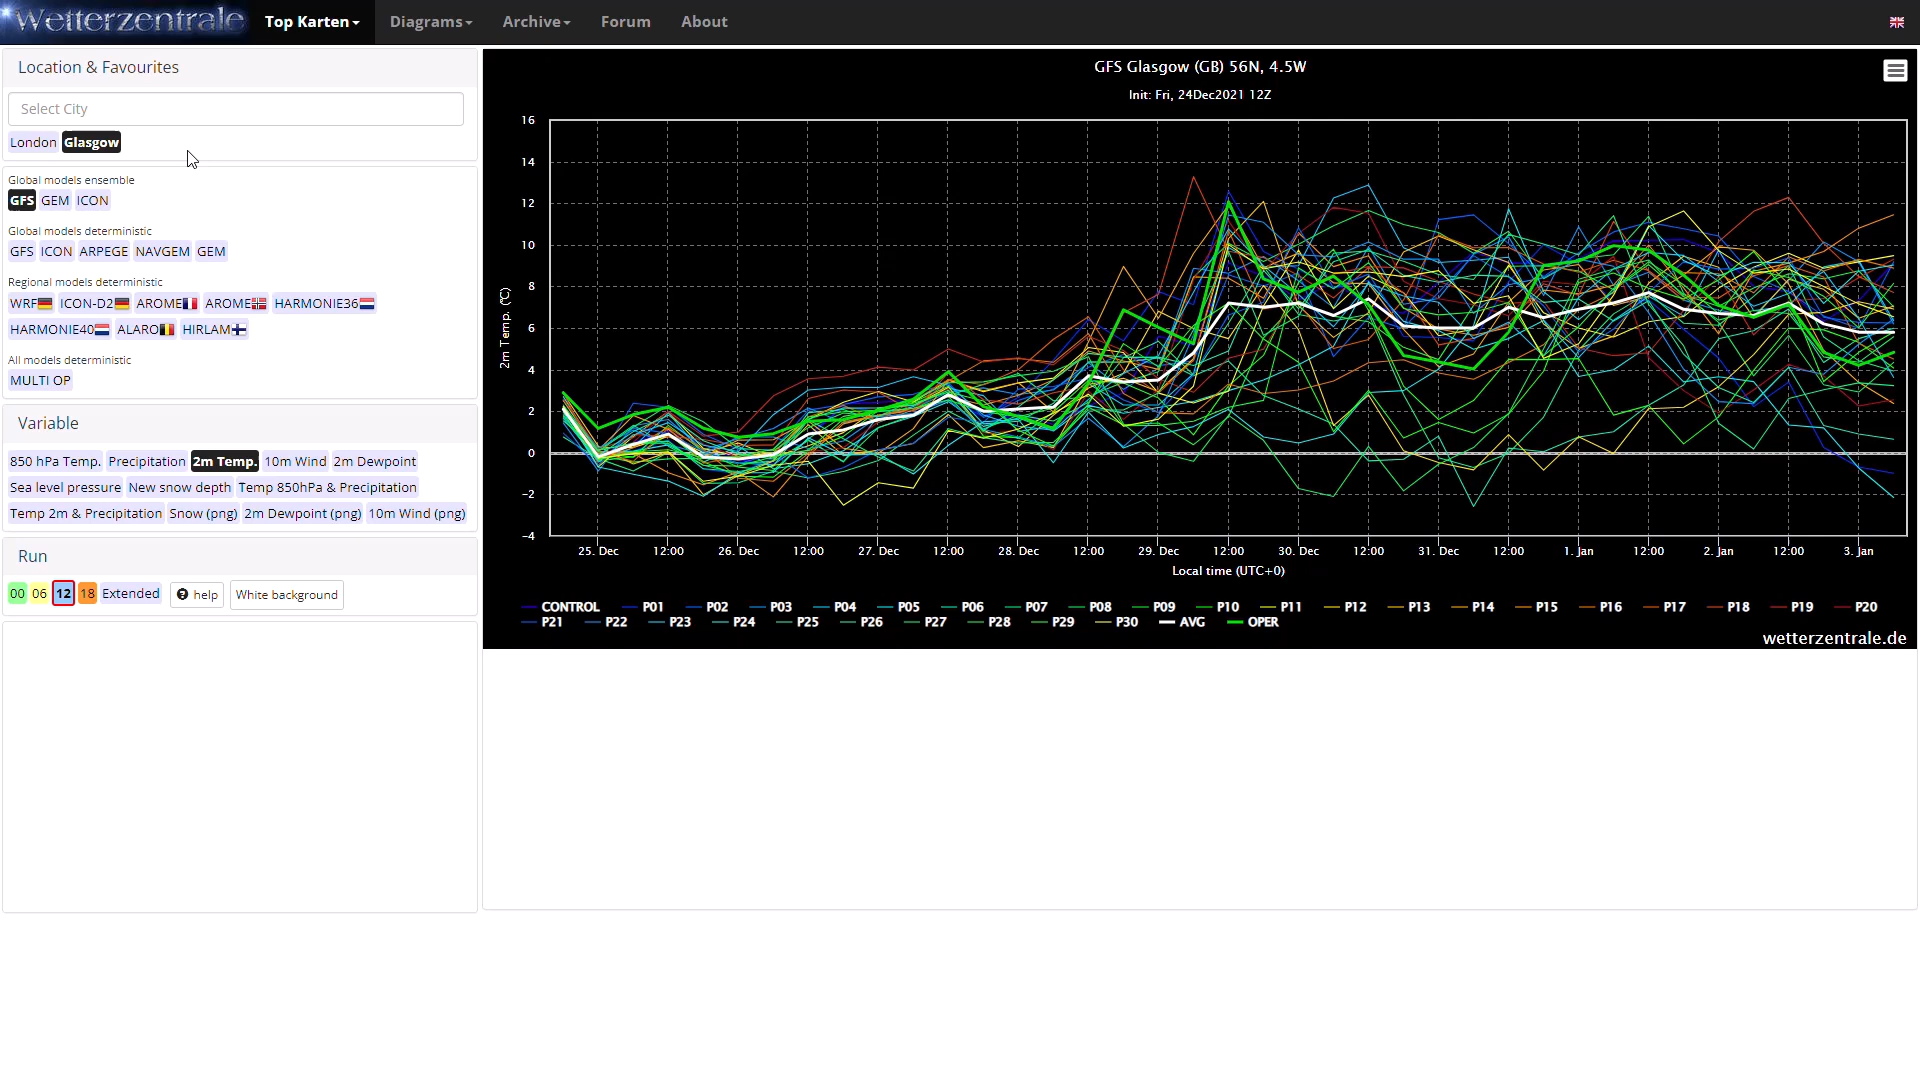 Wetterzentrale Top Karten Diagrams Archive Forum About
Location & Favourites
Select City
London Glasgow
Global models ensemble
GFS GEM ICON
Global models deterministic
GFS ICON ARPEGE NAVGEM GEM
Regional models deterministic
WRF ICON-D2 AROME AROME HARMONIE36
HARMONIE40 ALARO HIRLAM
All models deterministic
MULTI OP
Variable
850 hPa Temp. Precipitation 2m Temp. 10m Wind 2m Dewpoint
Sea level pressure New snow depth Temp 850hPa & Precipitation
Temp 2m & Precipitation Snow (png) 2m Dewpoint (png) 10m Wind (png)
Run
00 06 12 18 Extended ? help White background
GFS Glasgow (GB) 56N, 4.5W
Init: Fri, 24Dec2021 12Z
2m Temp. (°C)
16
14
12
10
8
6
4
2
0
-2
-4
25. Dec 12:00 26. Dec 12:00 27. Dec 12:00 28. Dec 12:00 29. Dec 12:00 30. Dec 12:00 31. Dec 12:00 1. Jan 12:00 2. Jan 12:00 3. Jan
Local time (UTC+0)
CONTROL P01 P02 P03 P04 P05 P06 P07 P08 P09 P10 P11 P12 P13 P14 P15 P16 P17 P18 P19 P20
P21 P22 P23 P24 P25 P26 P27 P28 P29 P30 AVG OPER
wetterzentrale.de